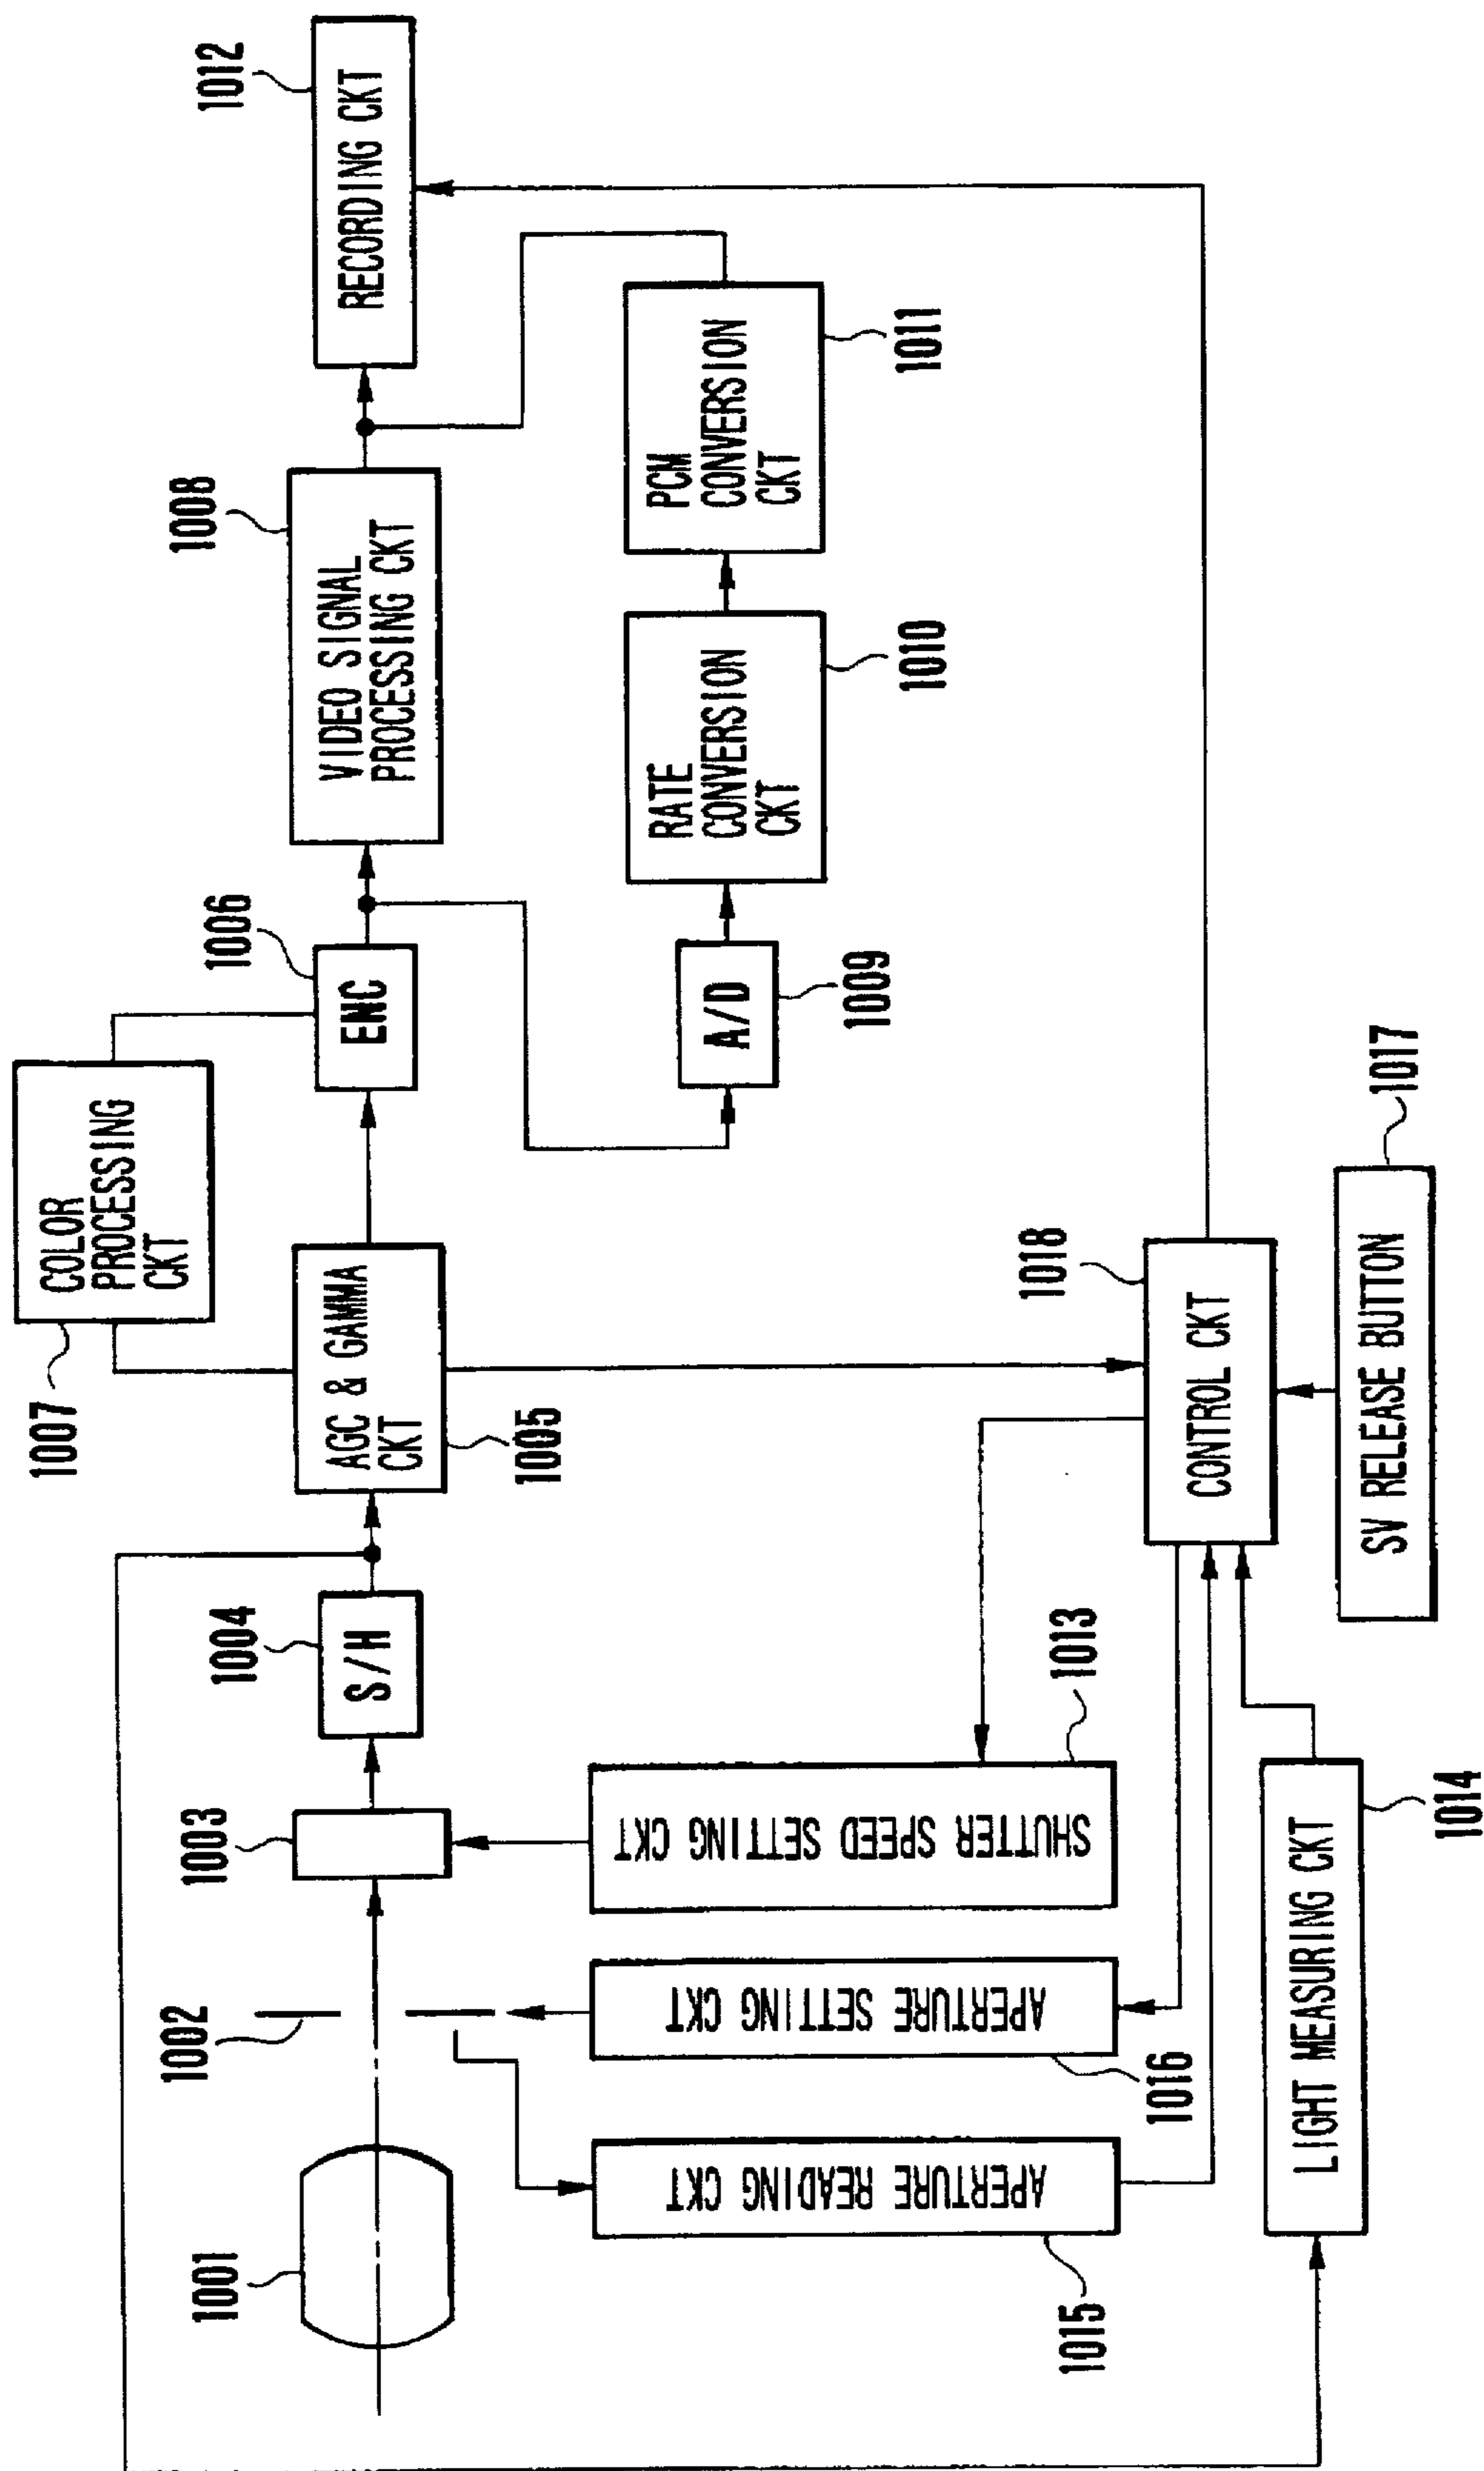 1007
COLOR
PROCESSING
CKT
1001
1002
1003
1004
S/H
AGC & GAMMA
CKT
1005
1006
ENC
1008
VIDEO SIGNAL
PROCESSING CKT
1012
RECORDING CKT
A/D
1009
RATE
CONVERSION
CKT
1010
PCM
CONVERSION
CKT
1011
APERTURE READING CKT
1015
APERTURE SETTING CKT
1016
SHUTTER SPEED SETTING CKT
1013
1018
CONTROL CKT
LIGHT MEASURING CKT
1014
SV RELEASE BUTTON
1017